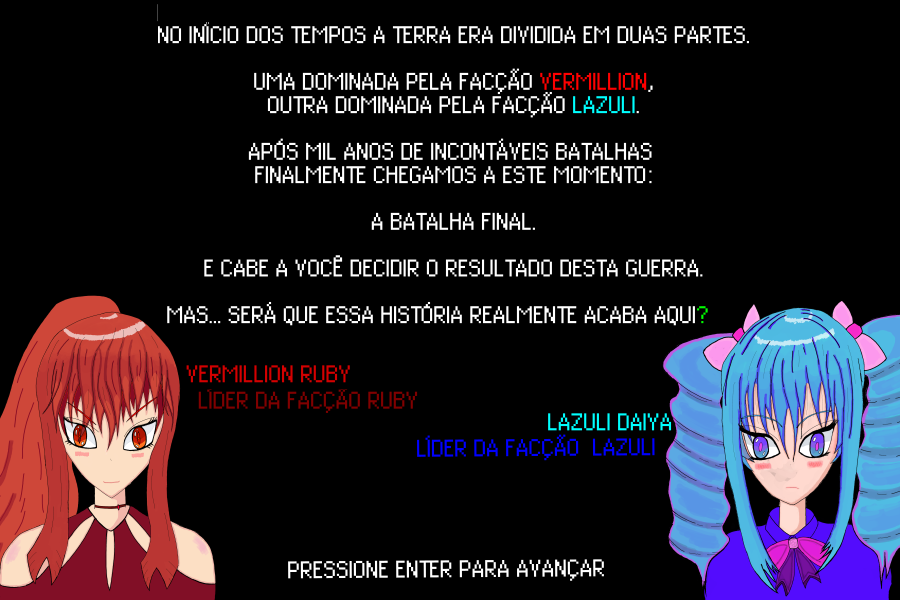 NO INÍCIO DOS TEMPOS A TERRA ERA DIVIDIDA EM DUAS PARTES.
UMA DOMINADA PELA FACÇÃO VERMILLION,
OUTRA DOMINADA PELA FACÇÃO LAZULI.
APÓS MIL ANOS DE INCONTÁVEIS BATALHAS
FINALMENTE CHEGAMOS A ESTE MOMENTO:
A BATALHA FINAL.
E CABE A VOCÊ DECIDIR O RESULTADO DESTA GUERRA.
MAS... SERÁ QUE ESSA HISTÓRIA REALMENTE ACABA AQUI?
VERMILLION RUBY
LÍDER DA FACÇÃO RUBY
LAZULI DAIYA
LÍDER DA FACÇÃO LAZULI
PRESSIONE ENTER PARA AVANÇAR